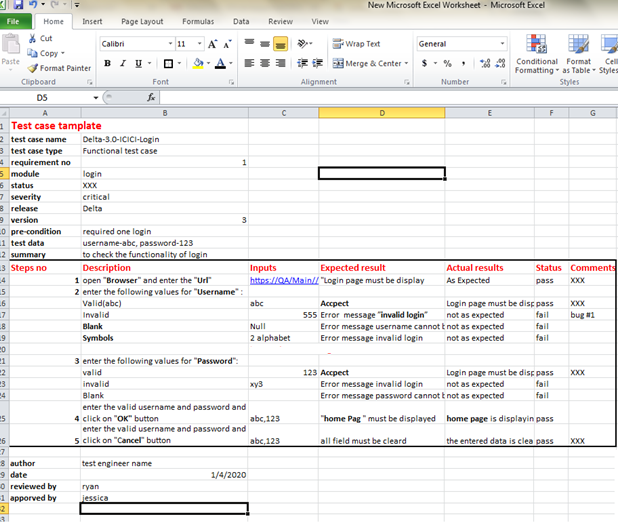 New Microsoft Excel Worksheet - Microsoft Excel
File Home Insert Page Layout Formulas Data Review View
Cut
Copy
Format Painter
Paste
Calibri 11
Wrap Text
Merge & Center
General
Conditional Formatting
Format as Table
Cell Styles
Clipboard Font Alignment Number Styles
D5 fx
A B C D E F G
1 Test case tamplate
2 test case name Delta-3.0-ICICI-Login
3 test case type Functional test case
4 requirement no 1
5 module login
6 status XXX
7 severity critical
8 release Delta
9 version 3
10 pre-condition required one login
11 test data username-abc, password-123
12 summary to check the functionality of login
13 Steps no Description Inputs Expected result Actual results Status Comments
14 1 open "Browser" and enter the "Url" https://QA/Main// "Login page must be display As Expected pass XXX
15 2 enter the following values for "Username" :
16 Valid(abc) abc Accpect Login page must be disp pass XXX
17 Invalid 555 Error message "invalid login" not as expected fail bug #1
18 Blank Null Error message username cannot b not as expected fail
19 Symbols 2 alphabet Error message invalid login not as expected fail
20
21 3 enter the following values for "Password":
22 valid 123 Accpect Login page must be disp pass XXX
23 invalid xy3 Error message invalid login not as expected fail
24 Blank Error message password cannot b not as expected fail
enter the valid username and password and
25 4 click on "OK" button abc,123 "home Pag " must be displayed home page is displayin pass
enter the valid username and password and
26 5 click on "Cancel" button abc,123 all field must be cleard the entered data is clea pass XXX
27
28 author test engineer name
29 date 1/4/2020
30 reviewed by ryan
31 apporved by jessica
32